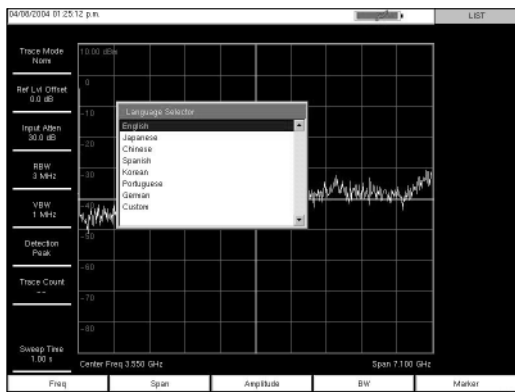 04/08/2004 01:25:12 p.m.
LIST
Trace Mode
Norm
Ref Lvl Offset
0.0 dB
Input Atten
30.0 dB
RBW
3 MHz
VBW
1 MHz
Detection
Peak
Trace Count
--
Sweep Time
1.00 s
10.00 dBm
0
-10
-20
-30
-40
-50
-60
-70
-80
Language Selector
English
Japanese
Chinese
Spanish
Korean
Portuguese
German
Custom
Center Freq 3.550 GHz
Span 7.100 GHz
Freq
Span
Amplitude
BW
Marker